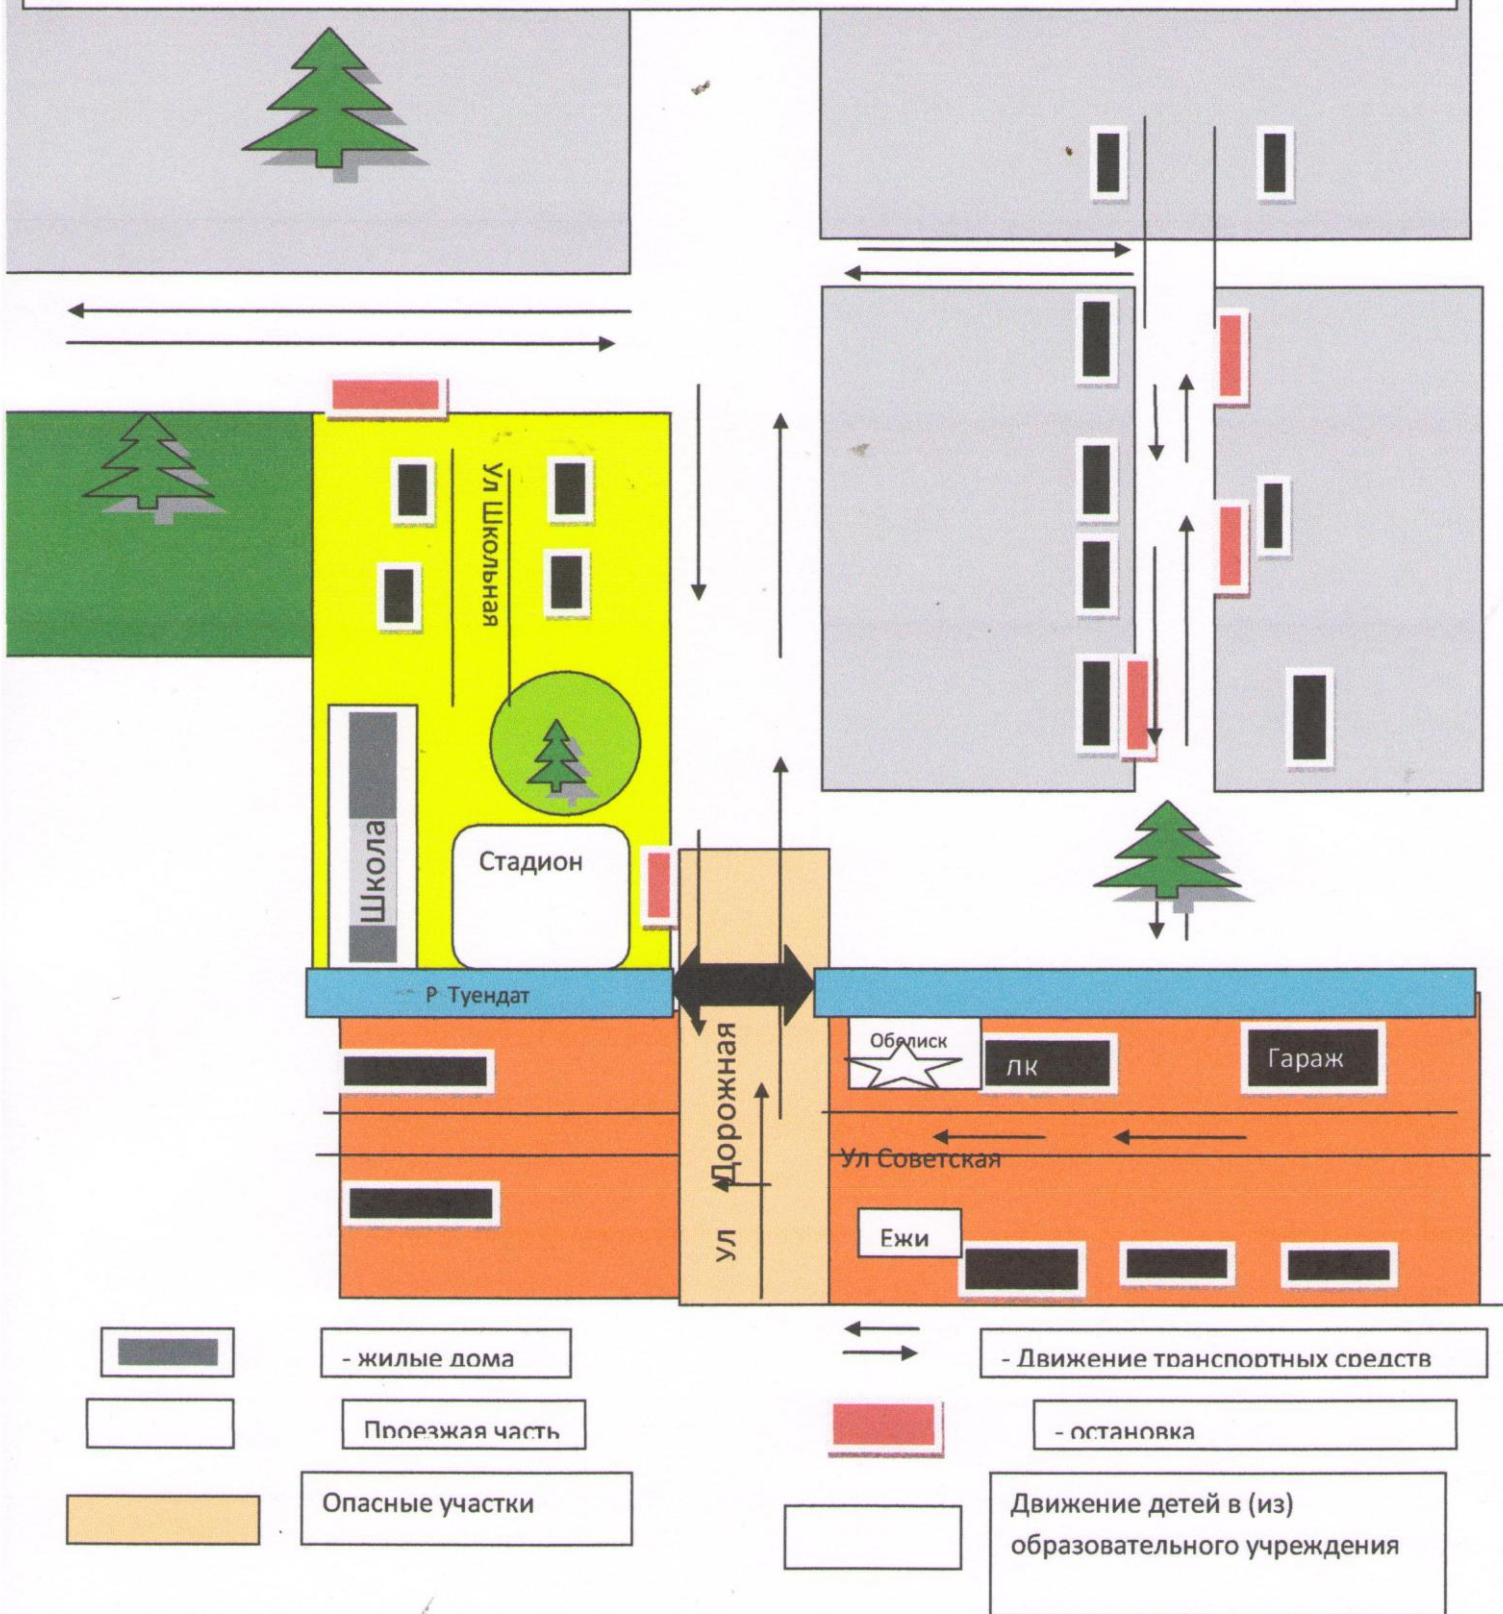 Ул Школьная
Школа
Стадион
Р Туендат
Ул Дорожная
Обелиск
ЛК
Гараж
Ул Советская
Ежи
- жилые дома
- Движение транспортных средств
Проезжая часть
- остановка
Опасные участки
Движение детей в (из)
образовательного учреждения